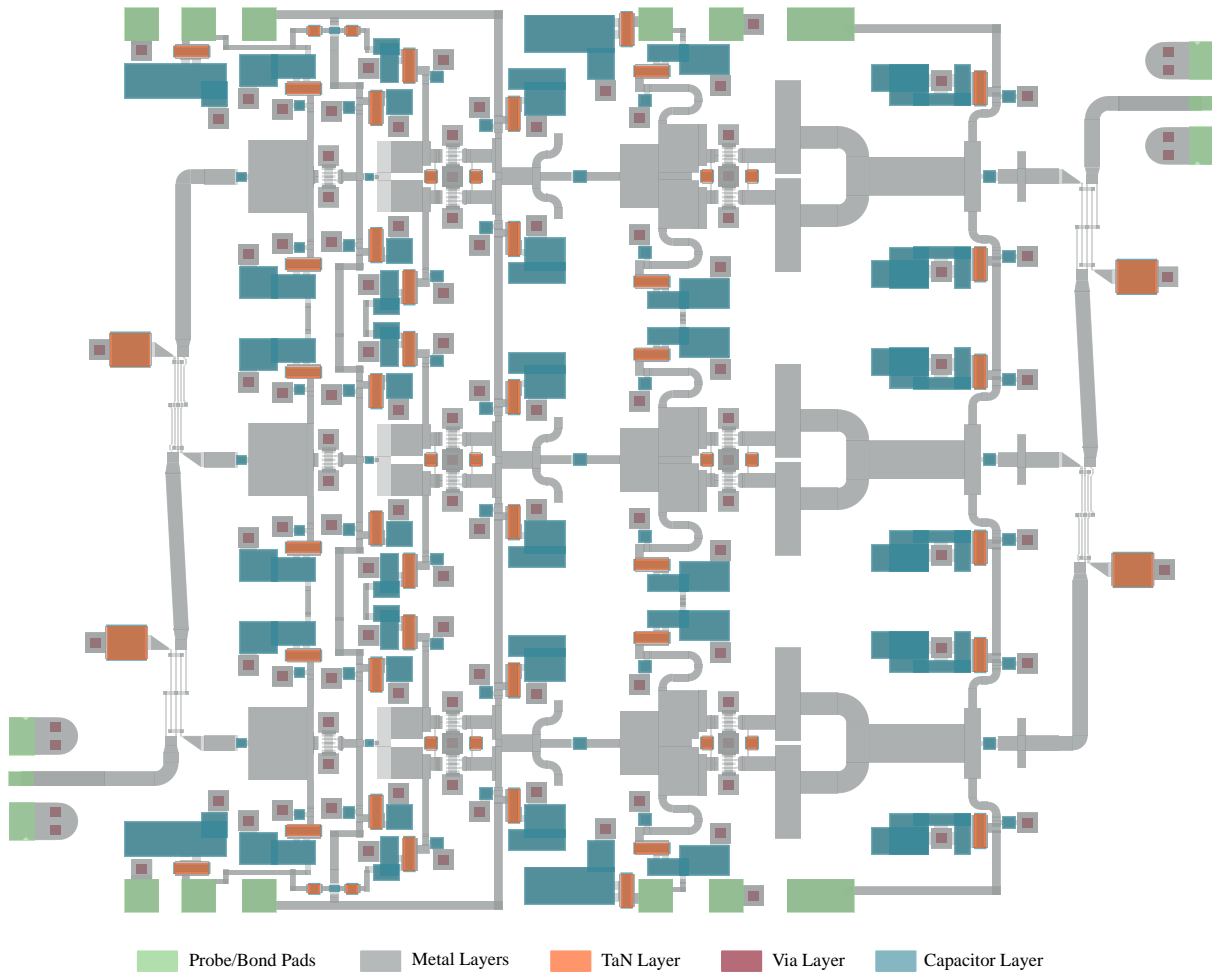 Probe/Bond Pads
Metal Layers
TaN Layer
Via Layer
Capacitor Layer